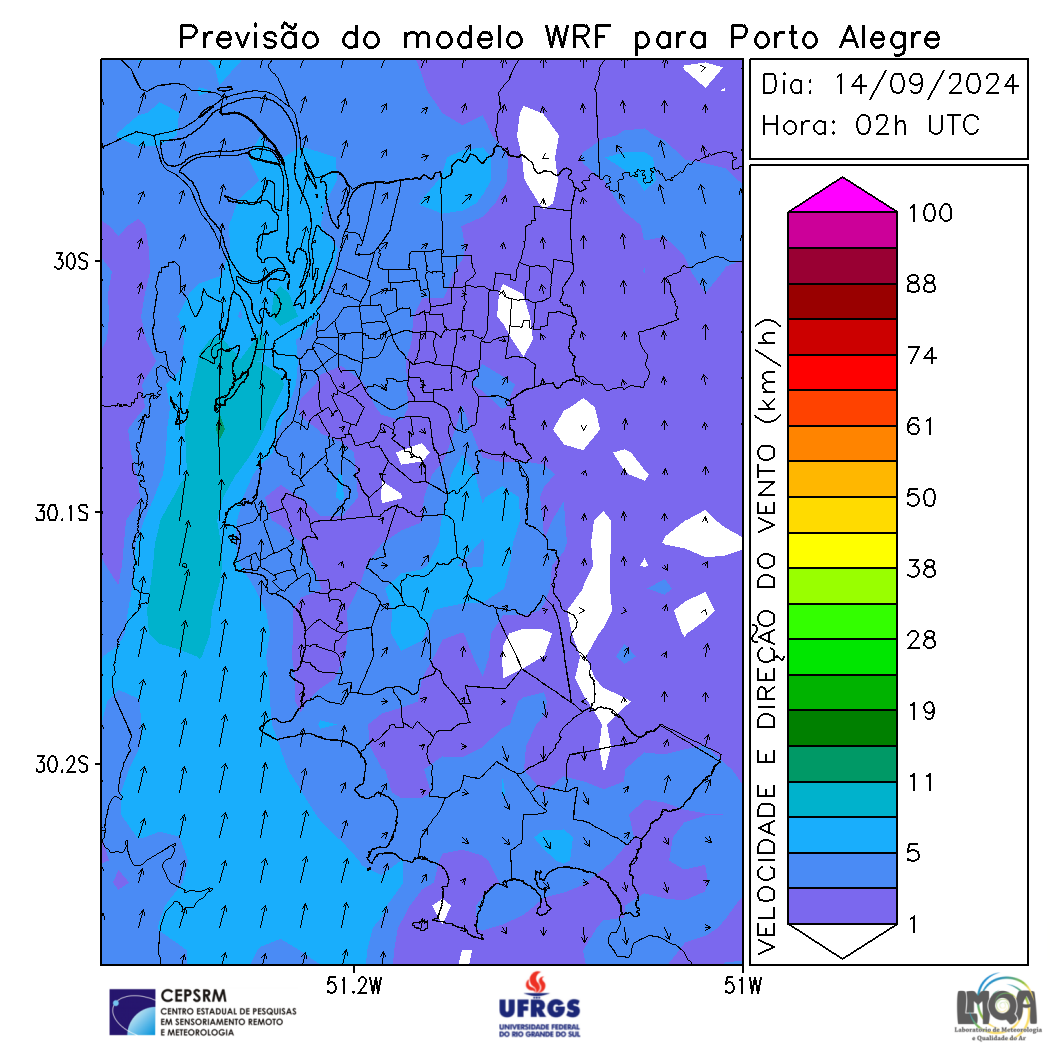 Previsão do modelo WRF para Porto Alegre
Dia: 14/09/2024
Hora: 02h UTC
30S
30.1S
30.2S
51.2W
51W
VELOCIDADE E DIREÇÃO DO VENTO (km/h)
100
88
74
61
50
38
28
19
11
5
1
CEPSRM
CENTRO ESTADUAL DE PESQUISAS
EM SENSORIAMENTO REMOTO
E METEOROLOGIA
UFRGS
UNIVERSIDADE FEDERAL
DO RIO GRANDE DO SUL
LMQA
Laboratório de Meteorologia
e Qualidade do Ar